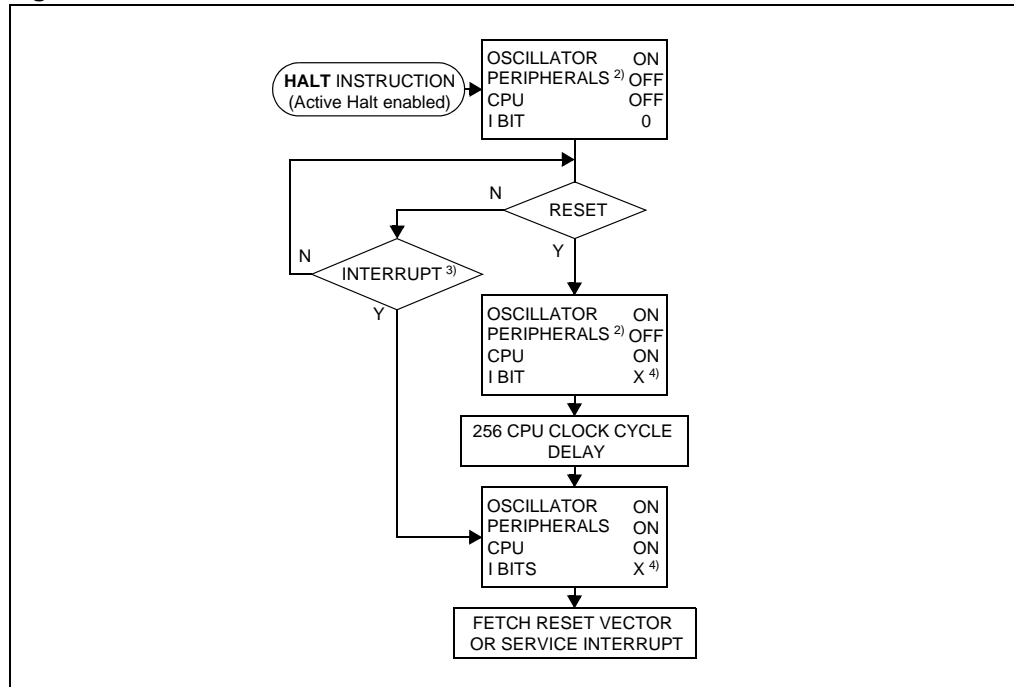 HALT INSTRUCTION
(Active Halt enabled)
OSCILLATOR ON
PERIPHERALS 2) OFF
CPU OFF
I BIT 0
N
RESET
Y
N
INTERRUPT 3)
Y
OSCILLATOR ON
PERIPHERALS 2) OFF
CPU ON
I BIT X 4)
256 CPU CLOCK CYCLE
DELAY
OSCILLATOR ON
PERIPHERALS ON
CPU ON
I BITS X 4)
FETCH RESET VECTOR
OR SERVICE INTERRUPT